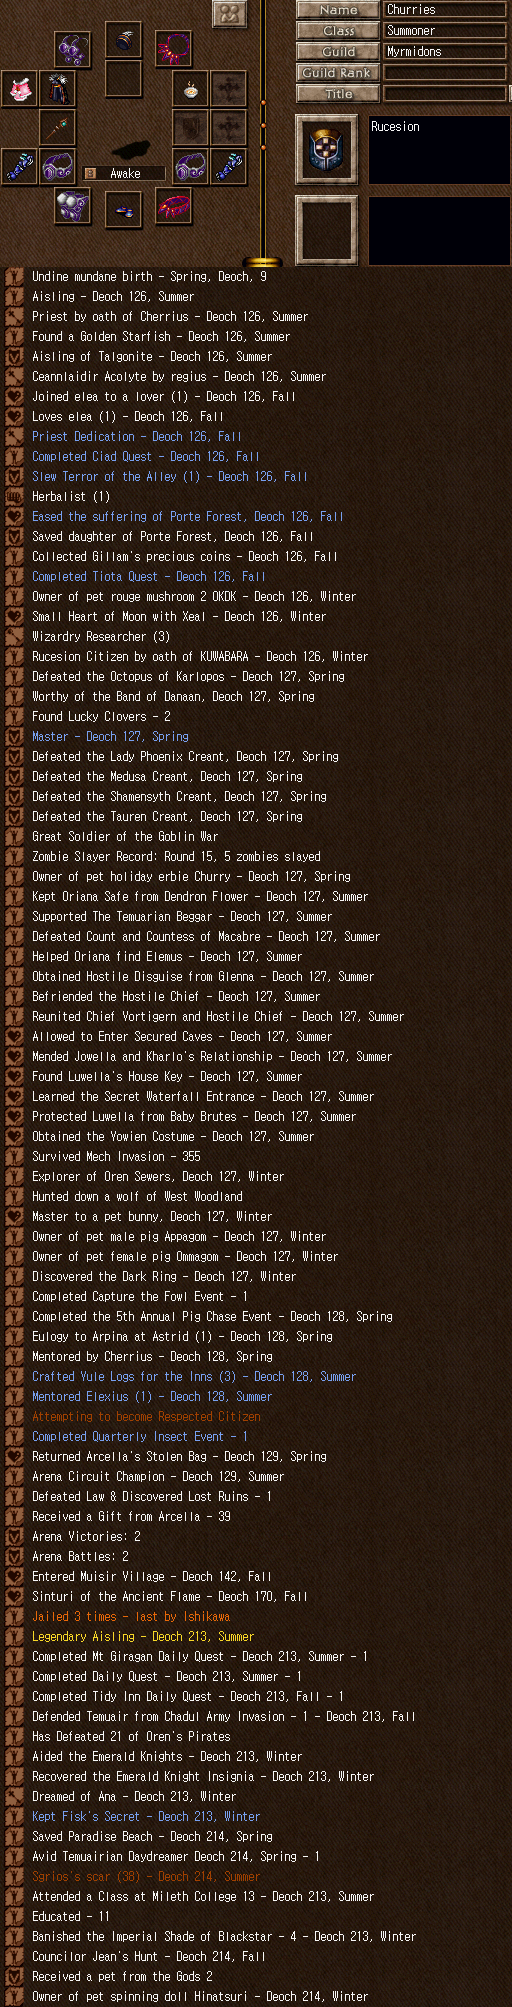 Name
Churries
Class
Summoner
Guild
Myrmidons
Guild Rank
Title
Rucesion
Awake
Undine mundane birth - Spring, Deoch, 9
Aisling - Deoch 126, Summer
Priest by oath of Cherrius - Deoch 126, Summer
Found a Golden Starfish - Deoch 126, Summer
Aisling of Talgonite - Deoch 126, Summer
Ceannlaidir Acolyte by regius - Deoch 126, Summer
Joined elea to a lover (1) - Deoch 126, Fall
Loves elea (1) - Deoch 126, Fall
Priest Dedication - Deoch 126, Fall
Completed Ciad Quest - Deoch 126, Fall
Slew Terror of the Alley (1) - Deoch 126, Fall
Herbalist (1)
Eased the suffering of Porte Forest, Deoch 126, Fall
Saved daughter of Porte Forest, Deoch 126, Fall
Collected Gillam's precious coins - Deoch 126, Fall
Completed Tiota Quest - Deoch 126, Fall
Owner of pet rouge mushroom 2 OKOK - Deoch 126, Winter
Small Heart of Moon with Xeal - Deoch 126, Winter
Wizardry Researcher (3)
Rucesion Citizen by oath of KUWABARA - Deoch 126, Winter
Defeated the Octopus of Karlopos - Deoch 127, Spring
Worthy of the Band of Danaan, Deoch 127, Spring
Found Lucky Clovers - 2
Master - Deoch 127, Spring
Defeated the Lady Phoenix Creant, Deoch 127, Spring
Defeated the Medusa Creant, Deoch 127, Spring
Defeated the Shamensyth Creant, Deoch 127, Spring
Defeated the Tauren Creant, Deoch 127, Spring
Great Soldier of the Goblin War
Zombie Slayer Record: Round 15, 5 zombies slayed
Owner of pet holiday erbie Churry - Deoch 127, Spring
Kept Oriana Safe from Dendron Flower - Deoch 127, Summer
Supported The Temuarian Beggar - Deoch 127, Summer
Defeated Count and Countess of Macabre - Deoch 127, Summer
Helped Oriana find Elemus - Deoch 127, Summer
Obtained Hostile Disguise from Glenna - Deoch 127, Summer
Befriended the Hostile Chief - Deoch 127, Summer
Reunited Chief Vortigern and Hostile Chief - Deoch 127, Summer
Allowed to Enter Secured Caves - Deoch 127, Summer
Mended Jowella and Kharlo's Relationship - Deoch 127, Summer
Found Luwella's House Key - Deoch 127, Summer
Learned the Secret Waterfall Entrance - Deoch 127, Summer
Protected Luwella from Baby Brutes - Deoch 127, Summer
Obtained the Yowien Costume - Deoch 127, Summer
Survived Mech Invasion - 355
Explorer of Oren Sewers, Deoch 127, Winter
Hunted down a wolf of West Woodland
Master to a pet bunny, Deoch 127, Winter
Owner of pet male pig Appagom - Deoch 127, Winter
Owner of pet female pig Ommagom - Deoch 127, Winter
Discovered the Dark Ring - Deoch 127, Winter
Completed Capture the Fowl Event - 1
Completed the 5th Annual Pig Chase Event - Deoch 128, Spring
Eulogy to Arpina at Astrid (1) - Deoch 128, Spring
Mentored by Cherrius - Deoch 128, Spring
Crafted Yule Logs for the Inns (3) - Deoch 128, Summer
Mentored Elexius (1) - Deoch 128, Summer
Attempting to become Respected Citizen
Completed Quarterly Insect Event - 1
Returned Arcella's Stolen Bag - Deoch 129, Spring
Arena Circuit Champion - Deoch 129, Summer
Defeated Law & Discovered Lost Ruins - 1
Received a Gift from Arcella - 39
Arena Victories: 2
Arena Battles: 2
Entered Muisir Village - Deoch 142, Fall
Sinturi of the Ancient Flame - Deoch 170, Fall
Jailed 3 times - last by Ishikawa
Legendary Aisling - Deoch 213, Summer
Completed Mt Giragan Daily Quest - Deoch 213, Summer - 1
Completed Daily Quest - Deoch 213, Summer - 1
Completed Tidy Inn Daily Quest - Deoch 213, Fall - 1
Defended Temuair from Chadul Army Invasion - 1 - Deoch 213, Fall
Has Defeated 21 of Oren's Pirates
Aided the Emerald Knights - Deoch 213, Winter
Recovered the Emerald Knight Insignia - Deoch 213, Winter
Dreamed of Ana - Deoch 213, Winter
Kept Fisk's Secret - Deoch 213, Winter
Saved Paradise Beach - Deoch 214, Spring
Avid Temuairian Daydreamer Deoch 214, Spring - 1
Sgrios's scar (38) - Deoch 214, Summer
Attended a Class at Mileth College 13 - Deoch 213, Summer
Educated - 11
Banished the Imperial Shade of Blackstar - 4 - Deoch 213, Winter
Councilor Jean's Hunt - Deoch 214, Fall
Received a pet from the Gods 2
Owner of pet spinning doll Hinatsuri - Deoch 214, Winter